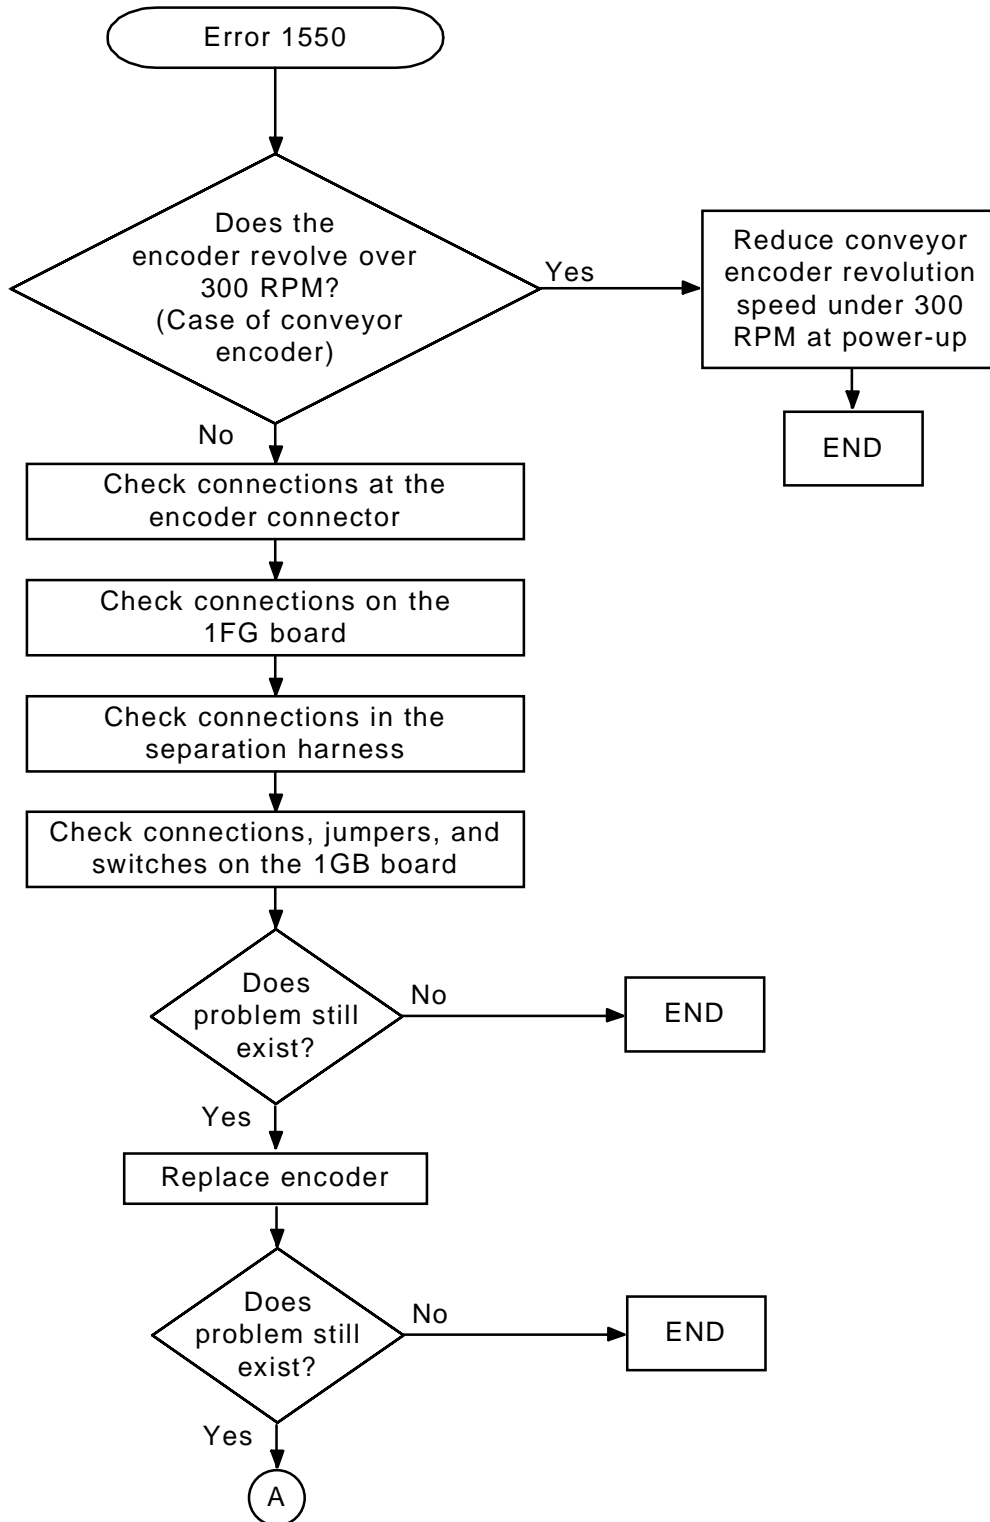 Error 1550
Does the
encoder revolve over
300 RPM?
(Case of conveyor
encoder)
Yes
Reduce conveyor
encoder revolution
speed under 300
RPM at power-up
END
No
Check connections at the
encoder connector
Check connections on the
1FG board
Check connections in the
separation harness
Check connections, jumpers, and
switches on the 1GB board
Does
problem still
exist?
No
END
Yes
Replace encoder
Does
problem still
exist?
No
END
Yes
A